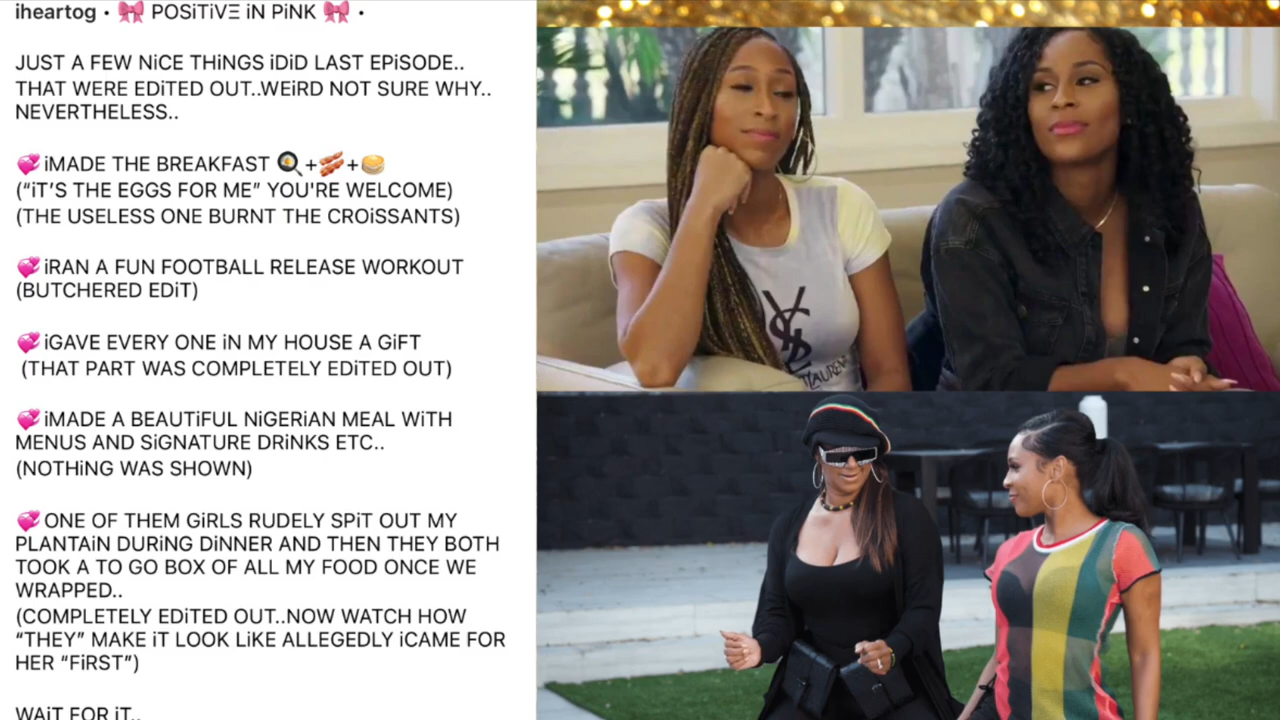 iheartog • 🎀 POSiTiVΞ iN PiNK 🎀 •
JUST A FEW NiCE THiNGS iDiD LAST EPiSODE..
THAT WERE EDiTED OUT..WEiRD NOT SURE WHY..
NEVERTHELESS..
💞 iMADE THE BREAKFAST 🍳+🥓+🥞
(“iT’S THE EGGS FOR ME” YOU'RE WELCOME)
(THE USELESS ONE BURNT THE CROiSSANTS)
💞 iRAN A FUN FOOTBALL RELEASE WORKOUT
(BUTCHERED EDiT)
💞 iGAVE EVERY ONE iN MY HOUSE A GiFT
(THAT PART WAS COMPLETELY EDiTED OUT)
💞 iMADE A BEAUTiFUL NiGERiAN MEAL WiTH
MENUS AND SiGNATURE DRiNKS ETC..
(NOTHiNG WAS SHOWN)
💞 ONE OF THEM GiRLS RUDELY SPiT OUT MY
PLANTAiN DURiNG DiNNER AND THEN THEY BOTH
TOOK A TO GO BOX OF ALL MY FOOD ONCE WE
WRAPPED..
(COMPLETELY EDiTED OUT..NOW WATCH HOW
“THEY” MAKE iT LOOK LiKE ALLEGEDLY iCAME FOR
HER “FiRST”)
WAiT FOR iT..
YSL